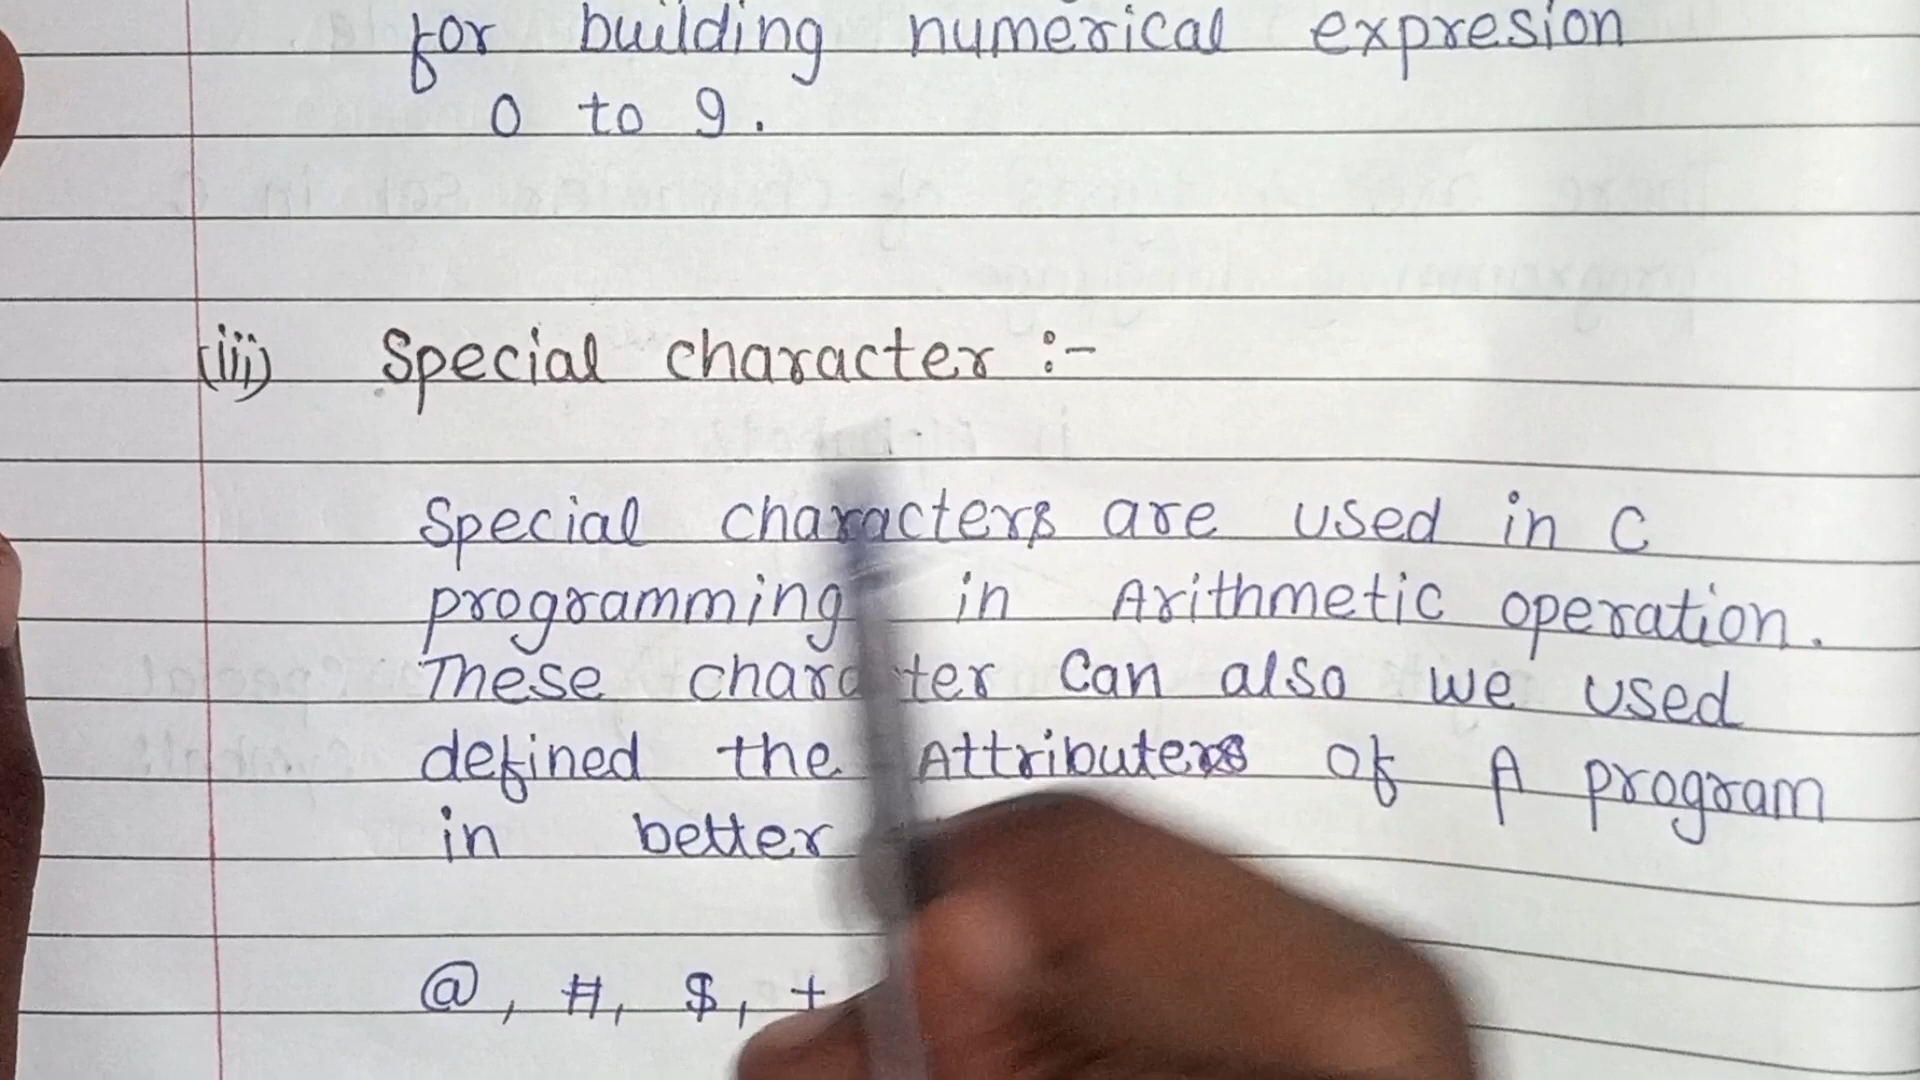 for building numerical expresion
0 to 9.
(iii) Special character :-
Special characters are used in C
programming in Arithmetic operation.
These character Can also we used
defined the Attributers of A program
in better
@, #, $, +